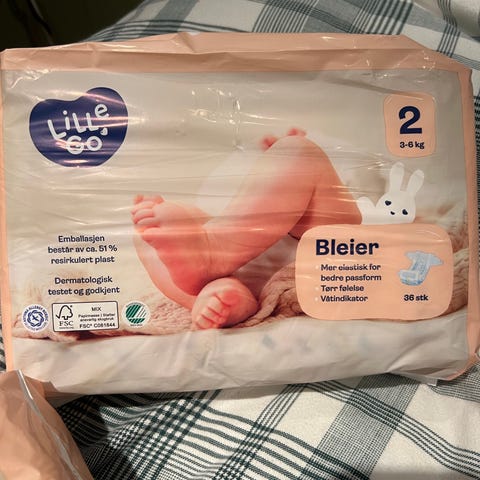 Lille
Go
2
3-6 kg
Emballasjen
består av ca. 51 %
resirkulert plast
Dermatologisk
testet og godkjent
Bleier
• Mer elastisk for
bedre passform
• Tørr følelse
• Våtindikator
36 stk
FSC
MIX
FSC® C081844